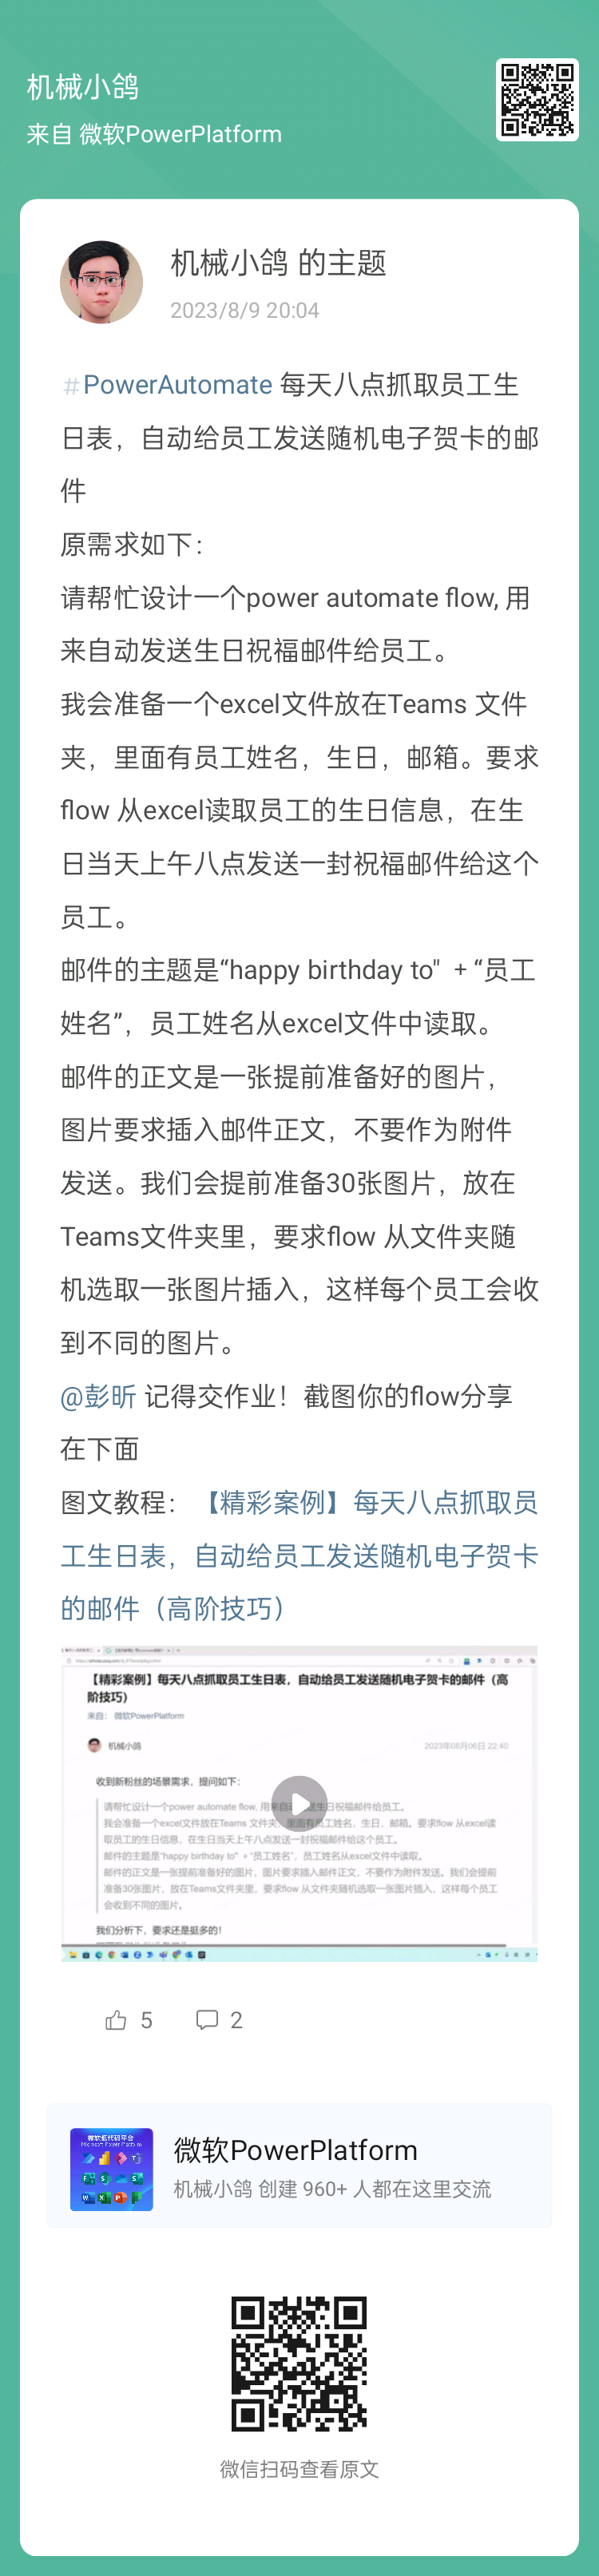 机械小鸽
来自 微软PowerPlatform
机械小鸽 的主题
2023/8/9 20:04
#PowerAutomate 每天八点抓取员工生
日表，自动给员工发送随机电子贺卡的邮
件
原需求如下：
请帮忙设计一个power automate flow, 用
来自动发送生日祝福邮件给员工。
我会准备一个excel文件放在Teams 文件
夹，里面有员工姓名，生日，邮箱。要求
flow 从excel读取员工的生日信息，在生
日当天上午八点发送一封祝福邮件给这个
员工。
邮件的主题是“happy birthday to" + “员工
姓名”，员工姓名从excel文件中读取。
邮件的正文是一张提前准备好的图片，
图片要求插入邮件正文，不要作为附件
发送。我们会提前准备30张图片，放在
Teams文件夹里，要求flow 从文件夹随
机选取一张图片插入，这样每个员工会收
到不同的图片。
@彭昕 记得交作业！截图你的flow分享
在下面
图文教程：【精彩案例】每天八点抓取员
工生日表，自动给员工发送随机电子贺卡
的邮件（高阶技巧）
【精彩案例】每天八点抓取员工生日表，自动给员工发送随机电子贺卡的邮件（高
阶技巧）
来自： 微软PowerPlatform
机械小鸽 2023年08月06日 22:40
收到新粉丝的场景需求，提问如下：
请帮忙设计一个power automate flow, 用来自动发送生日祝福邮件给员工。
我会准备一个excel文件放在Teams 文件夹，里面有员工姓名，生日，邮箱。要求flow 从excel读
取员工的生日信息，在生日当天上午八点发送一封祝福邮件给这个员工。
邮件的主题是“happy birthday to" + “员工姓名”，员工姓名从excel文件中读取。
邮件的正文是一张提前准备好的图片，图片要求插入邮件正文，不要作为附件发送。我们会提前
准备30张图片，放在Teams文件夹里，要求flow 从文件夹随机选取一张图片插入，这样每个员工
会收到不同的图片。
我们分析下，要求还是挺多的！
5 2
微软低代码平台
Microsoft Power Platform
微软PowerPlatform
机械小鸽 创建 960+ 人都在这里交流
微信扫码查看原文